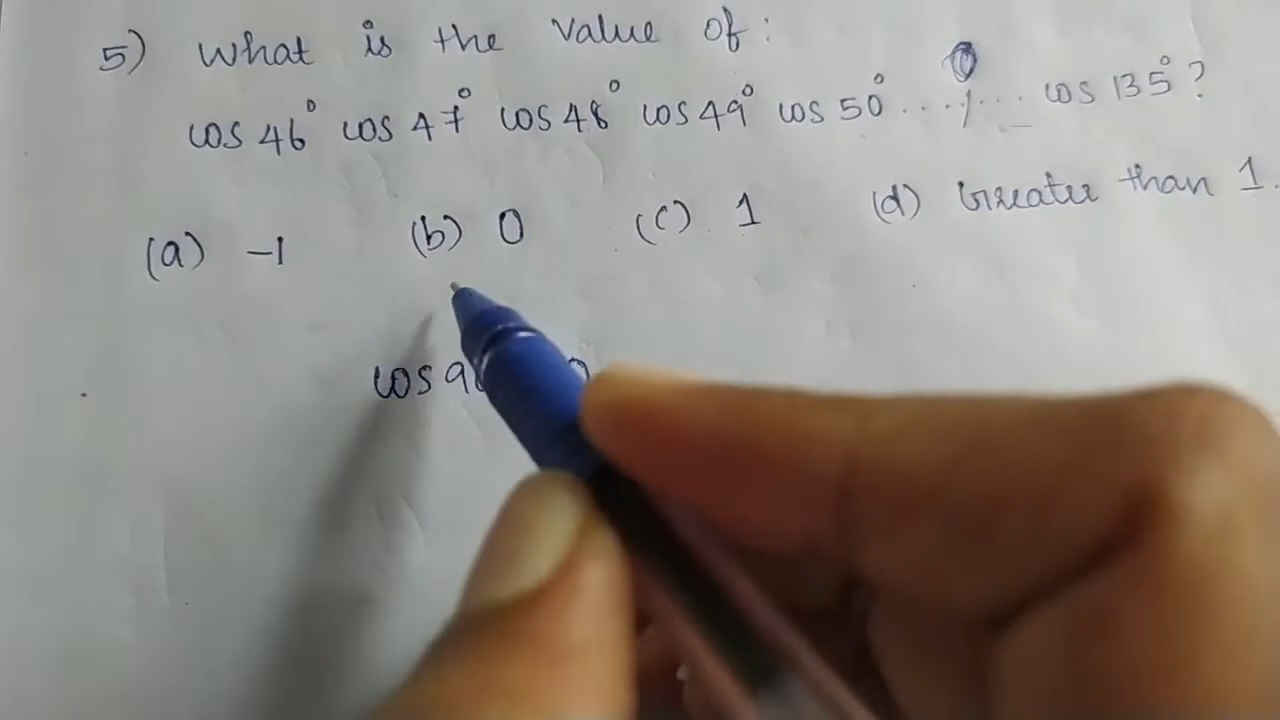 5) What is the value of:
cos 46° cos 47° cos 48° cos 49° cos 50° ........ cos 135°?
(a) -1 (b) 0 (c) 1 (d) Greater than 1.
cos 9